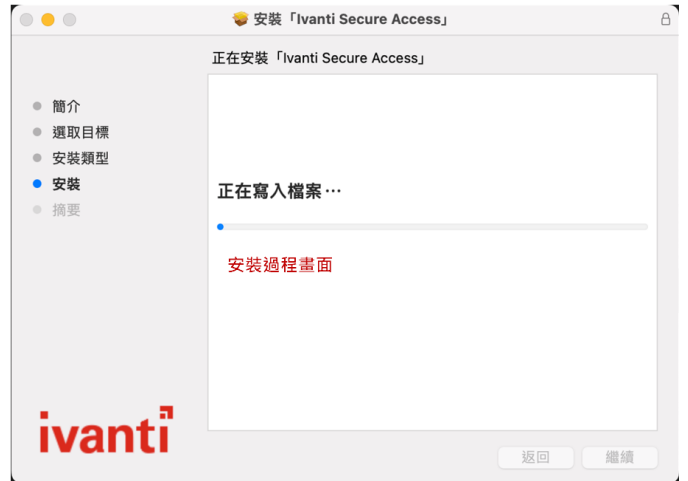 安裝「Ivanti Secure Access」
正在安裝「Ivanti Secure Access」
簡介
選取目標
安裝類型
安裝
摘要
正在寫入檔案⋯
安裝過程畫面
ivanti
返回
繼續